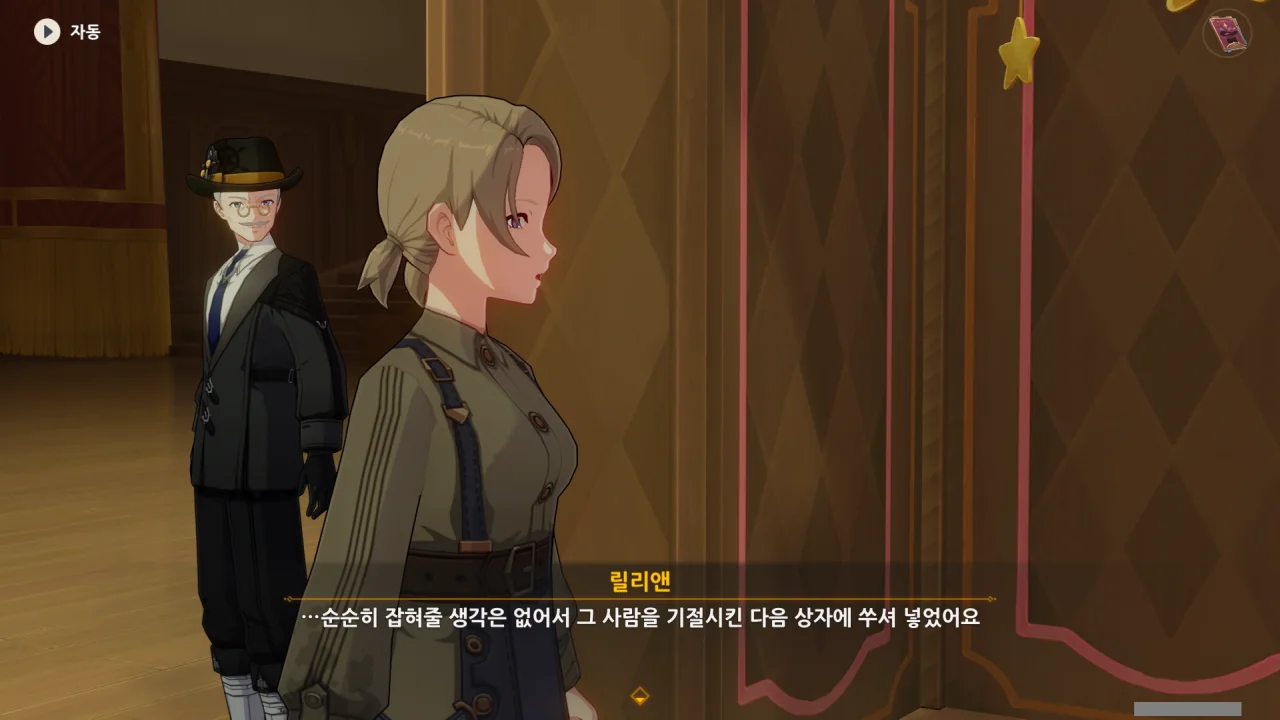 자동
릴리앤
…순순히 잡혀줄 생각은 없어서 그 사람을 기절시킨 다음 상자에 쑤셔 넣었어요